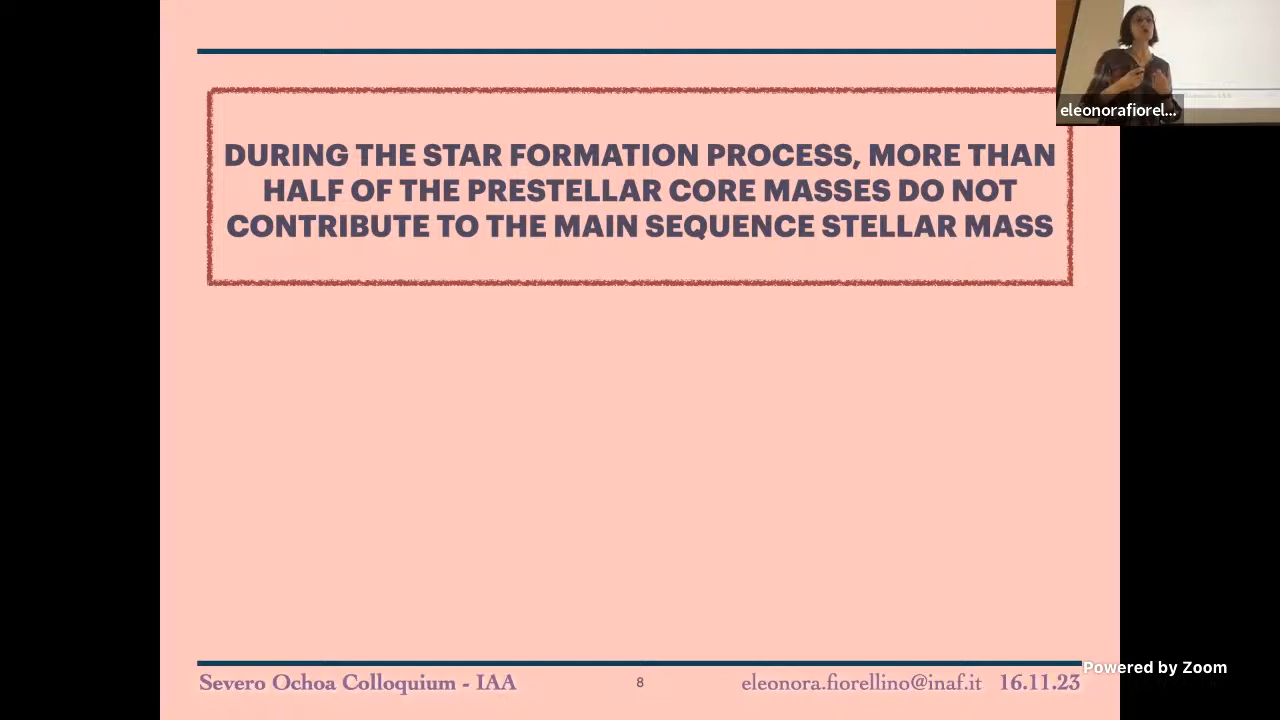 eleonorafiorel...
DURING THE STAR FORMATION PROCESS, MORE THAN
HALF OF THE PRESTELLAR CORE MASSES DO NOT
CONTRIBUTE TO THE MAIN SEQUENCE STELLAR MASS
Powered by Zoom
Severo Ochoa Colloquium - IAA
8
eleonora.fiorellino@inaf.it 16.11.23